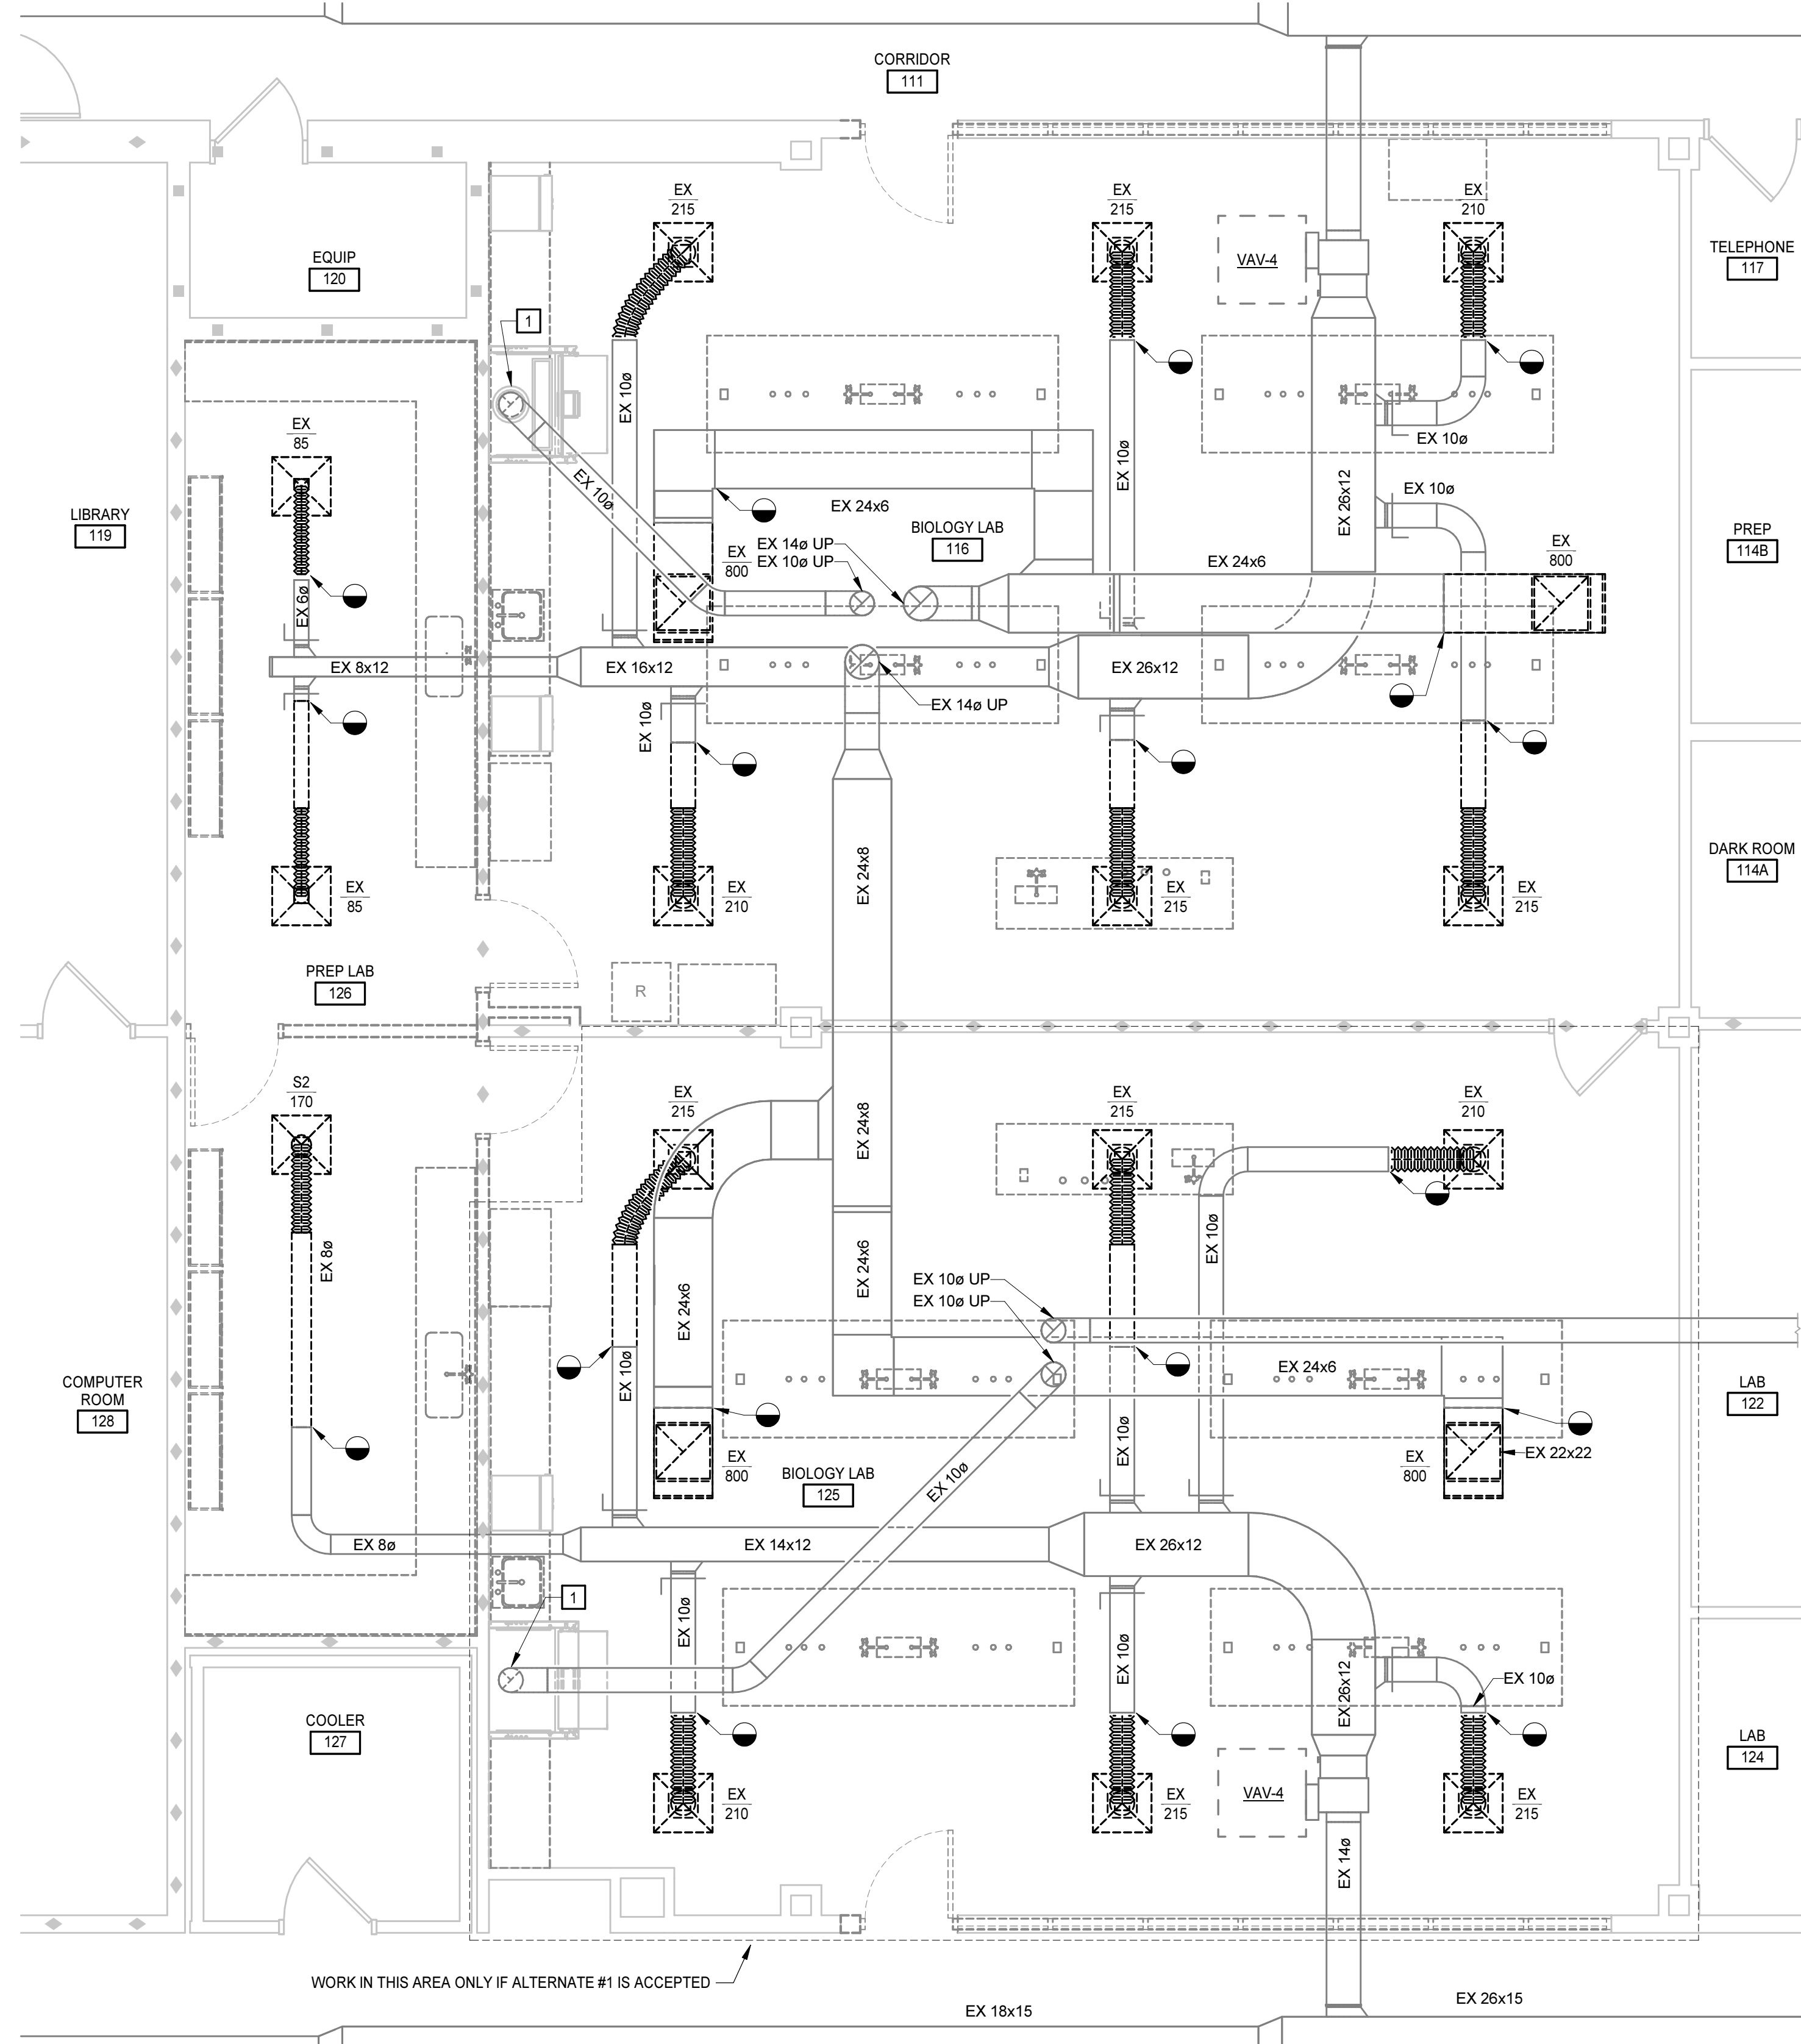 CORRIDOR
111
EX
215
EX
215
EX
210
VAV-4
EQUIP
120
TELEPHONE
117
1
EX 10ø
EX 10ø
EX
85
EX 10ø
EX 10ø
EX 26x12
EX 10ø
LIBRARY
119
EX 24x6
BIOLOGY LAB
116
EX 14ø UP
EX 10ø UP
EX
800
EX 24x6
EX
800
PREP
114B
EX 6ø
EX 8x12
EX 16x12
EX 26x12
EX 14ø UP
EX 10ø
EX 24x8
DARK ROOM
114A
EX
85
EX
210
EX
215
EX
215
PREP LAB
126
R
S2
170
EX
215
EX
215
EX
210
EX 24x8
EX 8ø
EX 10ø
EX 24x6
EX 24x6
EX 10ø UP
EX 10ø UP
EX 24x6
EX 10ø
COMPUTER
ROOM
128
LAB
122
EX 10ø
EX
800
BIOLOGY LAB
125
EX 10ø
EX
800
EX 22x22
EX 8ø
EX 14x12
EX 26x12
1
EX 10ø
EX 10ø
EX 26x12
EX 10ø
COOLER
127
LAB
124
EX
210
EX
215
VAV-4
EX
215
EX 14ø
WORK IN THIS AREA ONLY IF ALTERNATE #1 IS ACCEPTED
EX 18x15
EX 26x15